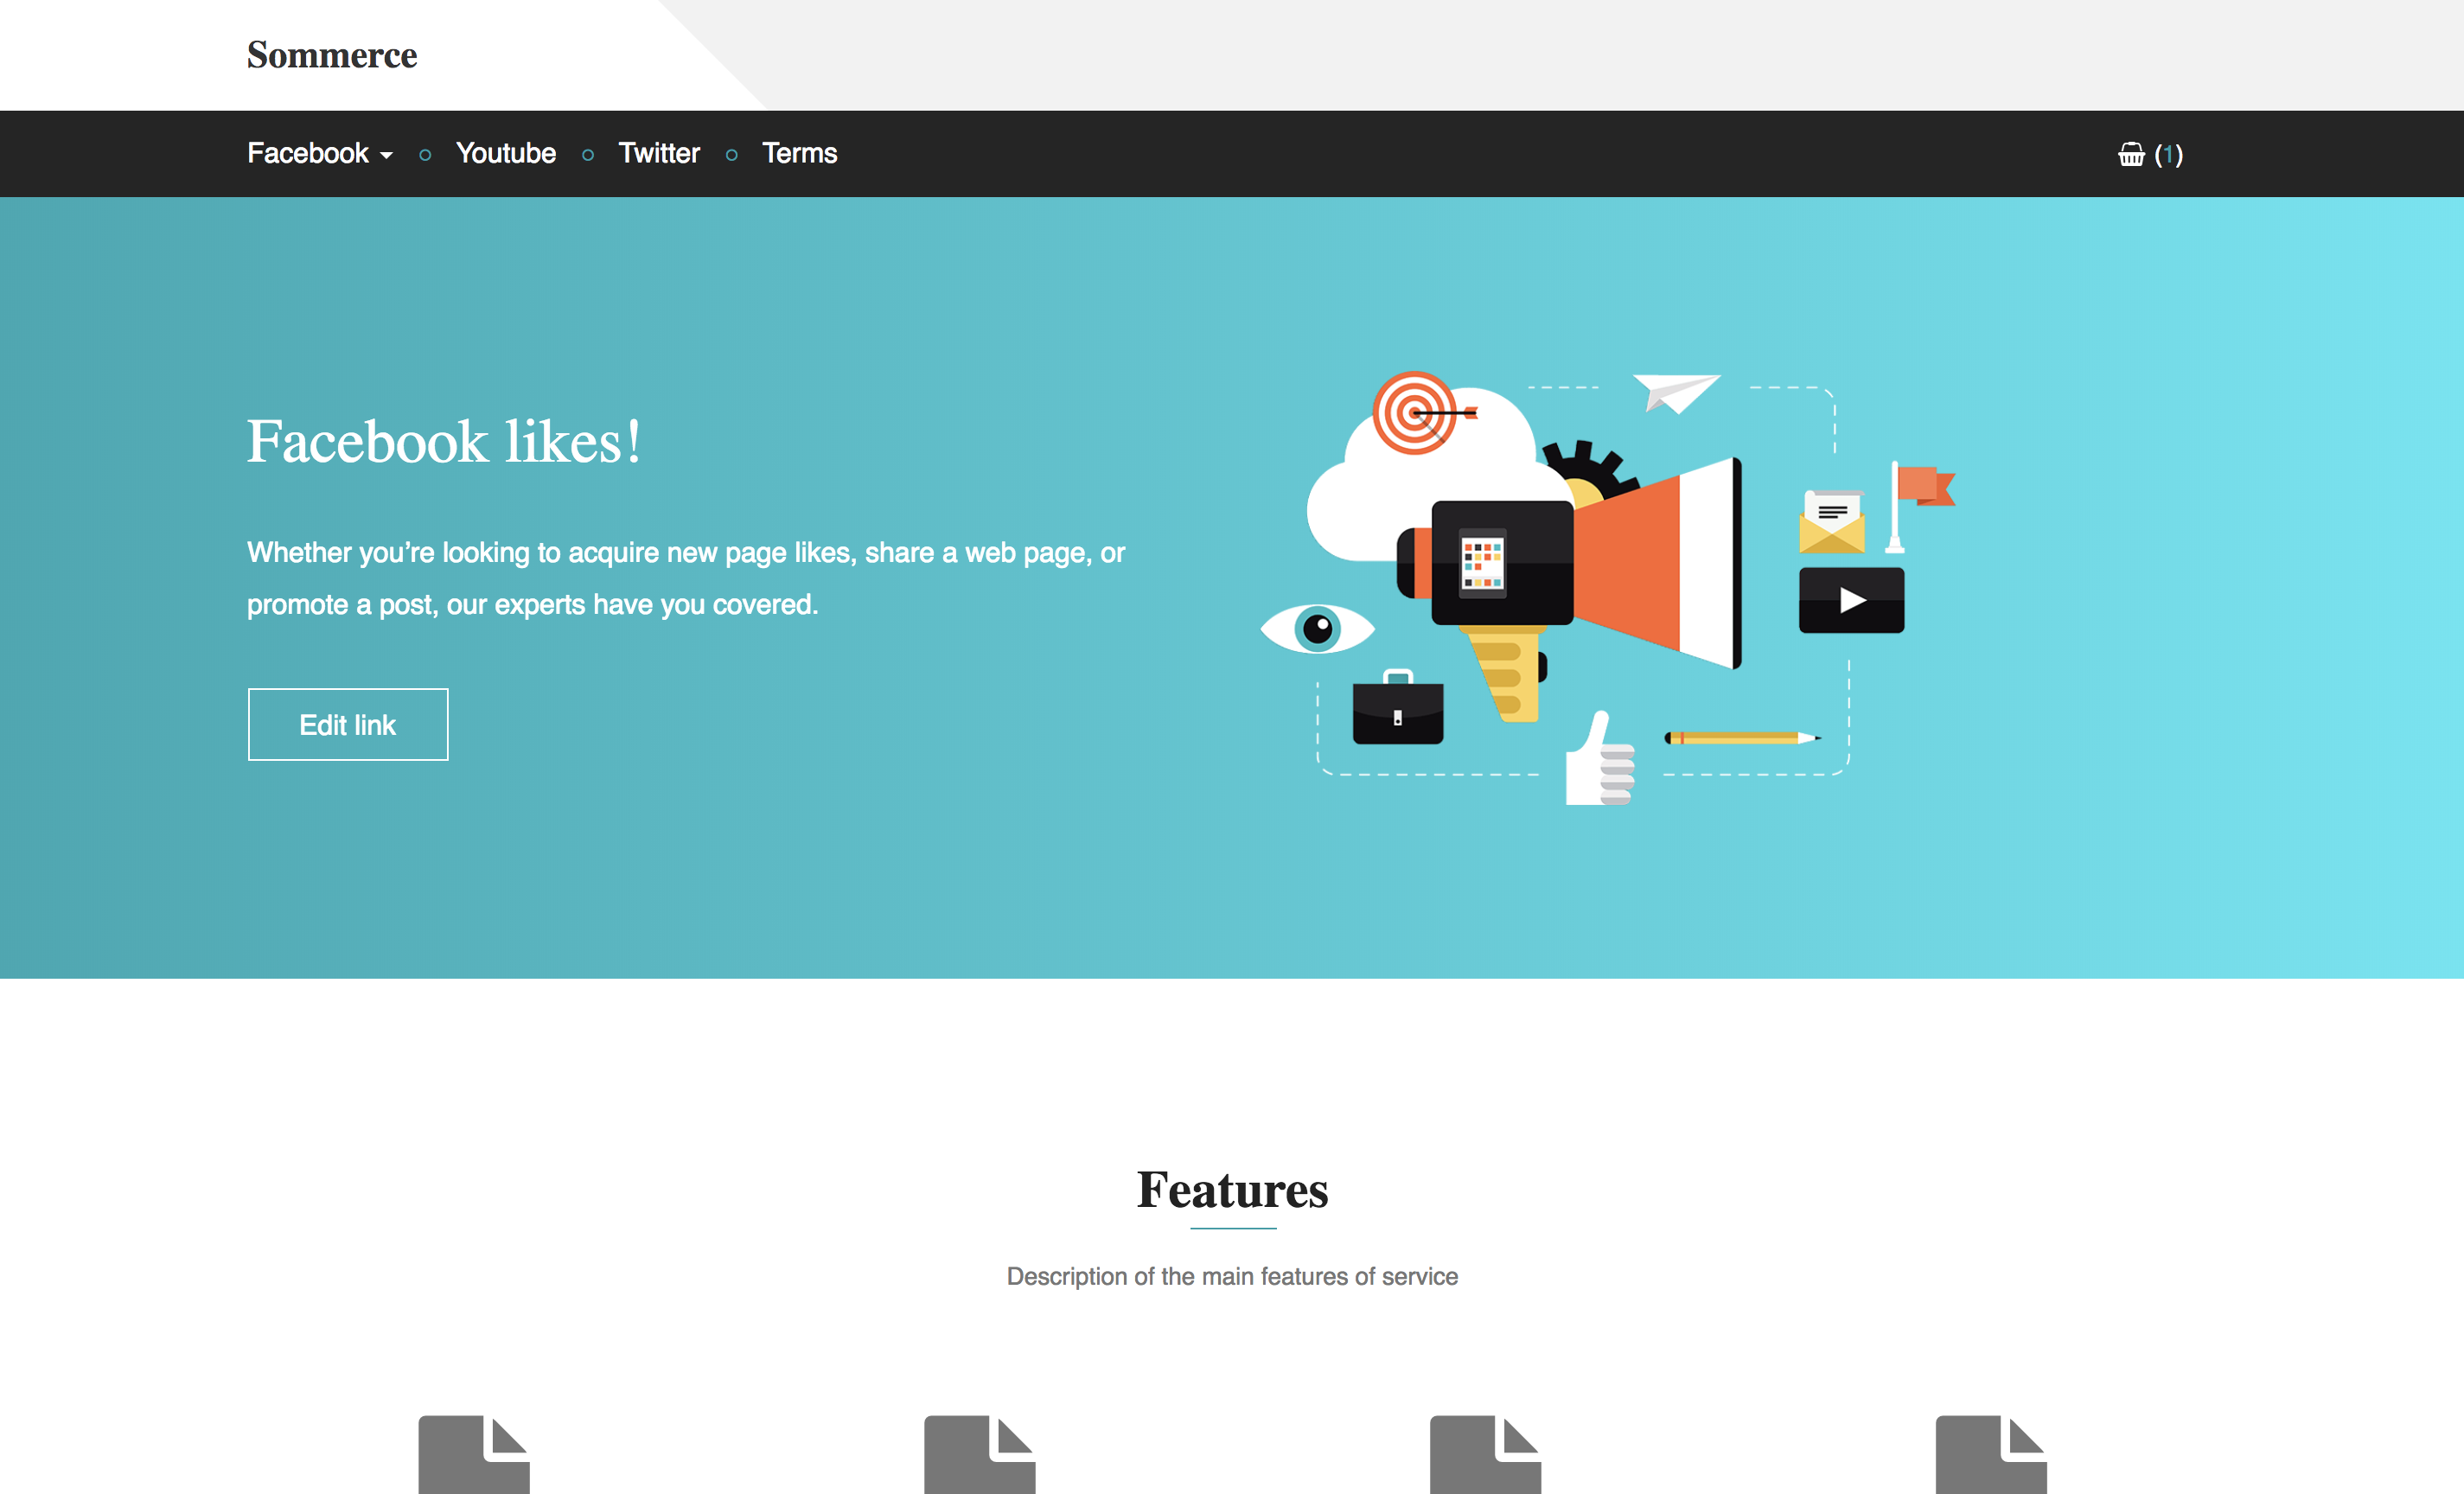 Sommerce
Facebook
Youtube
Twitter
Terms
(1)
Facebook likes!
Whether you’re looking to acquire new page likes, share a web page, or
promote a post, our experts have you covered.
Edit link
Features
Description of the main features of service